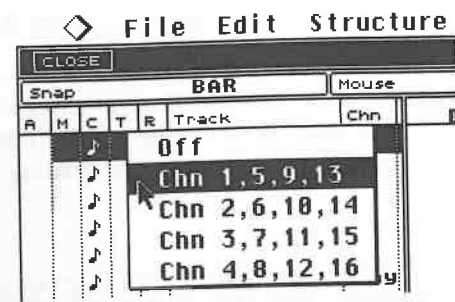 File Edit Structure
CLOSE
Snap BAR Mouse
A M C T R Track Chn
Off
Chn 1,5,9,13
Chn 2,6,10,14
Chn 3,7,11,15
Chn 4,8,12,16